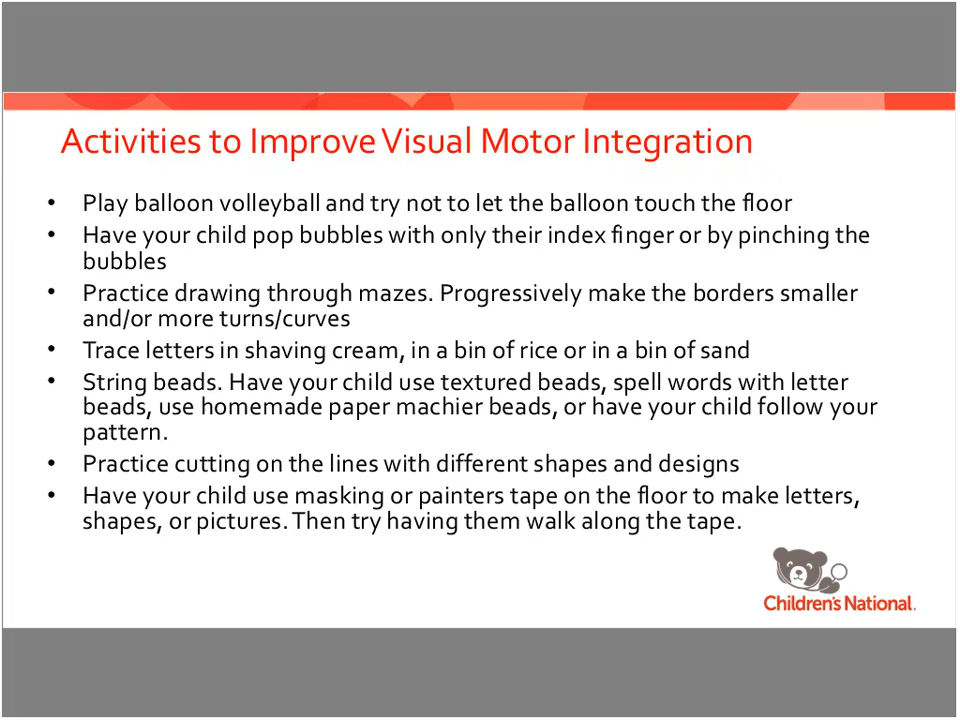 Activities to Improve Visual Motor Integration
• Play balloon volleyball and try not to let the balloon touch the floor
• Have your child pop bubbles with only their index finger or by pinching the
bubbles
• Practice drawing through mazes. Progressively make the borders smaller
and/or more turns/curves
• Trace letters in shaving cream, in a bin of rice or in a bin of sand
• String beads. Have your child use textured beads, spell words with letter
beads, use homemade paper machier beads, or have your child follow your
pattern.
• Practice cutting on the lines with different shapes and designs
• Have your child use masking or painters tape on the floor to make letters,
shapes, or pictures. Then try having them walk along the tape.
Children's National.